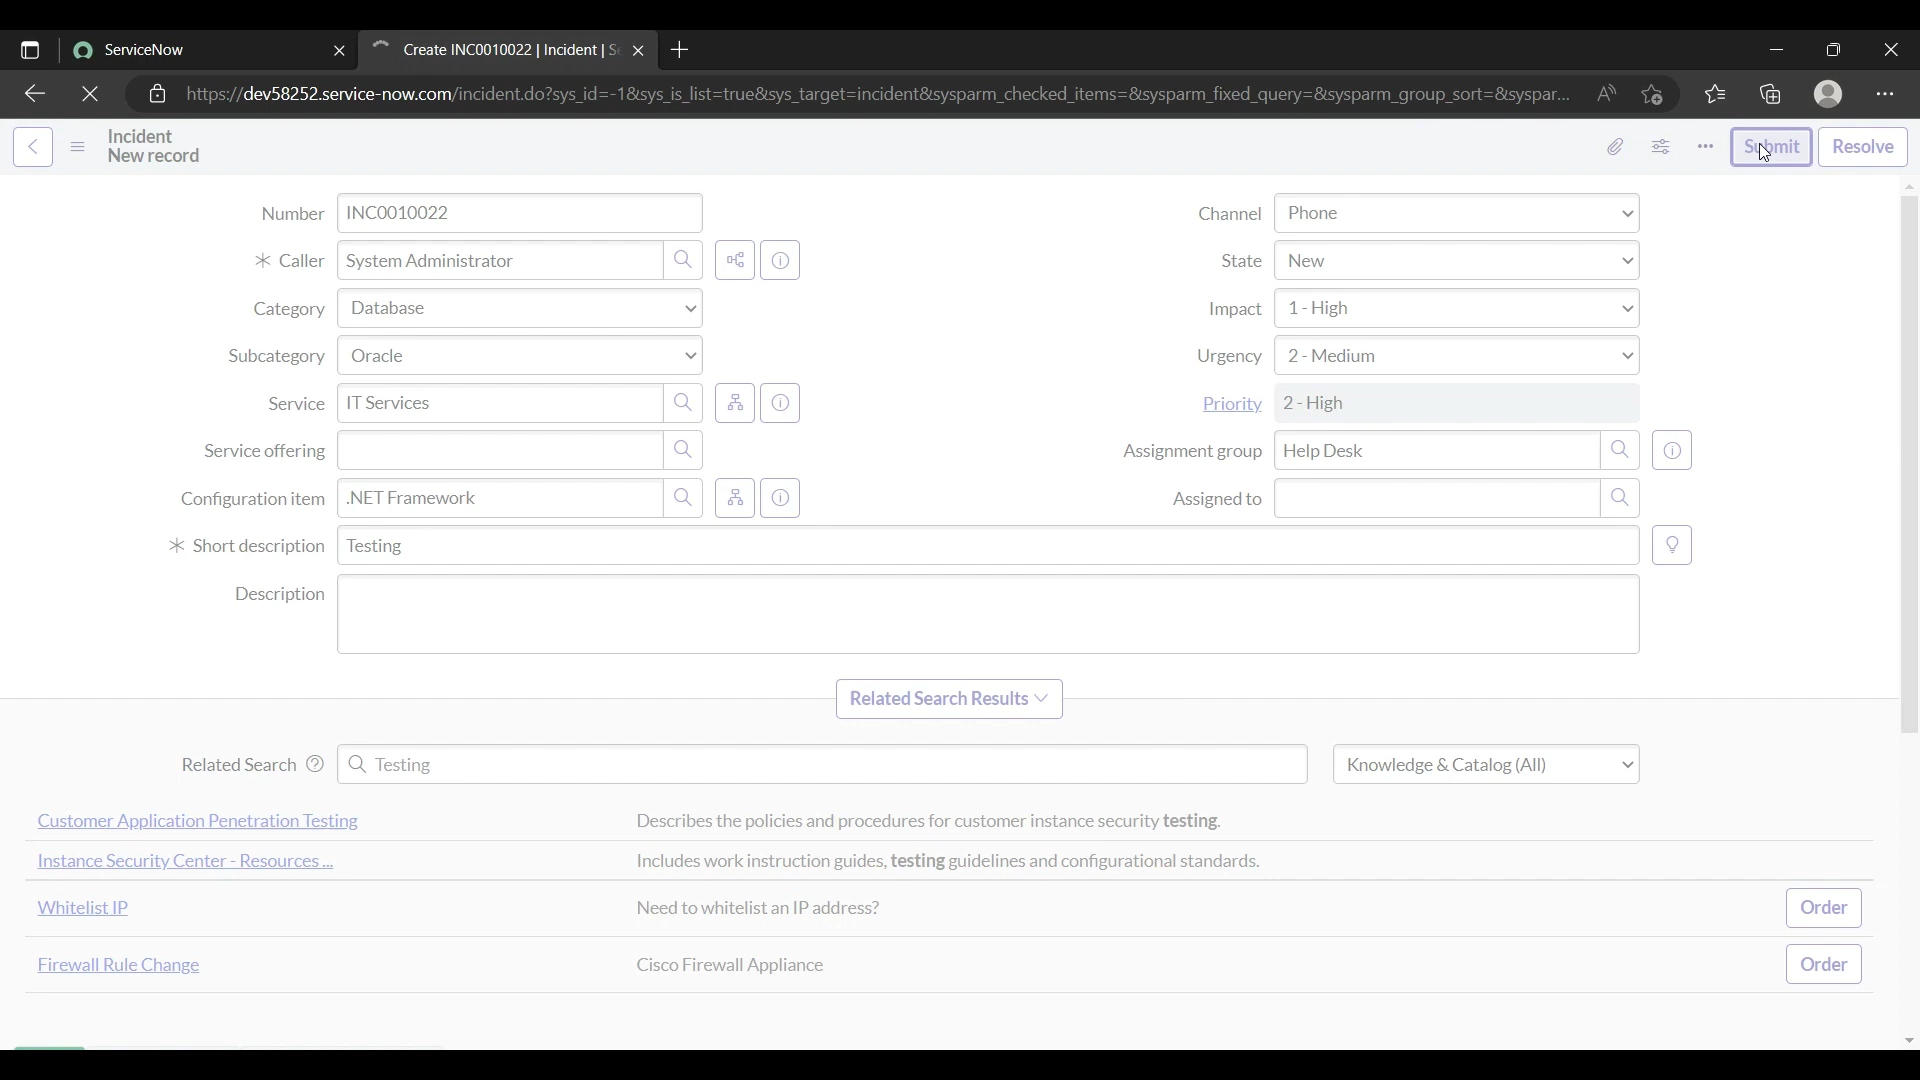 ServiceNow
Create INC0010022 | Incident | Se
https://dev58252.service-now.com/incident.do?sys_id=-1&sys_is_list=true&sys_target=incident&sysparm_checked_items=&sysparm_fixed_query=&sysparm_group_sort=&syspar...
Incident
New record
Submit
Resolve
Number INC0010022
Channel Phone
Caller System Administrator
State New
Category Database
Impact 1 - High
Subcategory Oracle
Urgency 2 - Medium
Service IT Services
Priority 2 - High
Service offering
Assignment group Help Desk
Configuration item .NET Framework
Assigned to
Short description Testing
Description
Related Search Results
Related Search Testing
Knowledge & Catalog (All)
Customer Application Penetration Testing Describes the policies and procedures for customer instance security testing.
Instance Security Center - Resources ... Includes work instruction guides, testing guidelines and configurational standards.
Whitelist IP Need to whitelist an IP address? Order
Firewall Rule Change Cisco Firewall Appliance Order